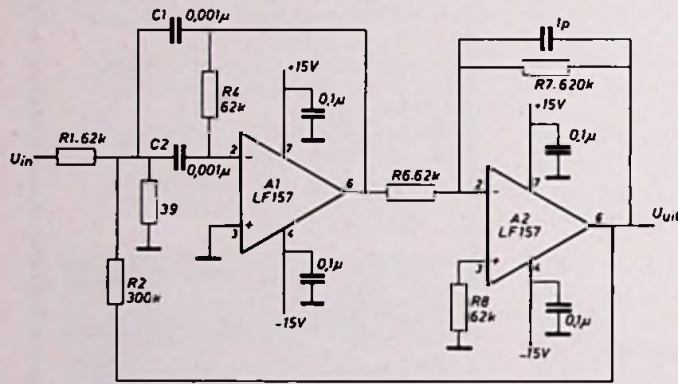 C1
0,001µ
1p
R7.620k
+15V
R4
62k
0,1µ
+15V
0,1µ
Uin
R1.62k
C2
0,001µ
2
−
7
A1
LF157
6
R6.62k
2
−
7
A2
LF157
6
Uuit
39
3
+
4
0,1µ
3
+
4
R2
300k
R8
62k
0,1µ
−15V
−15V